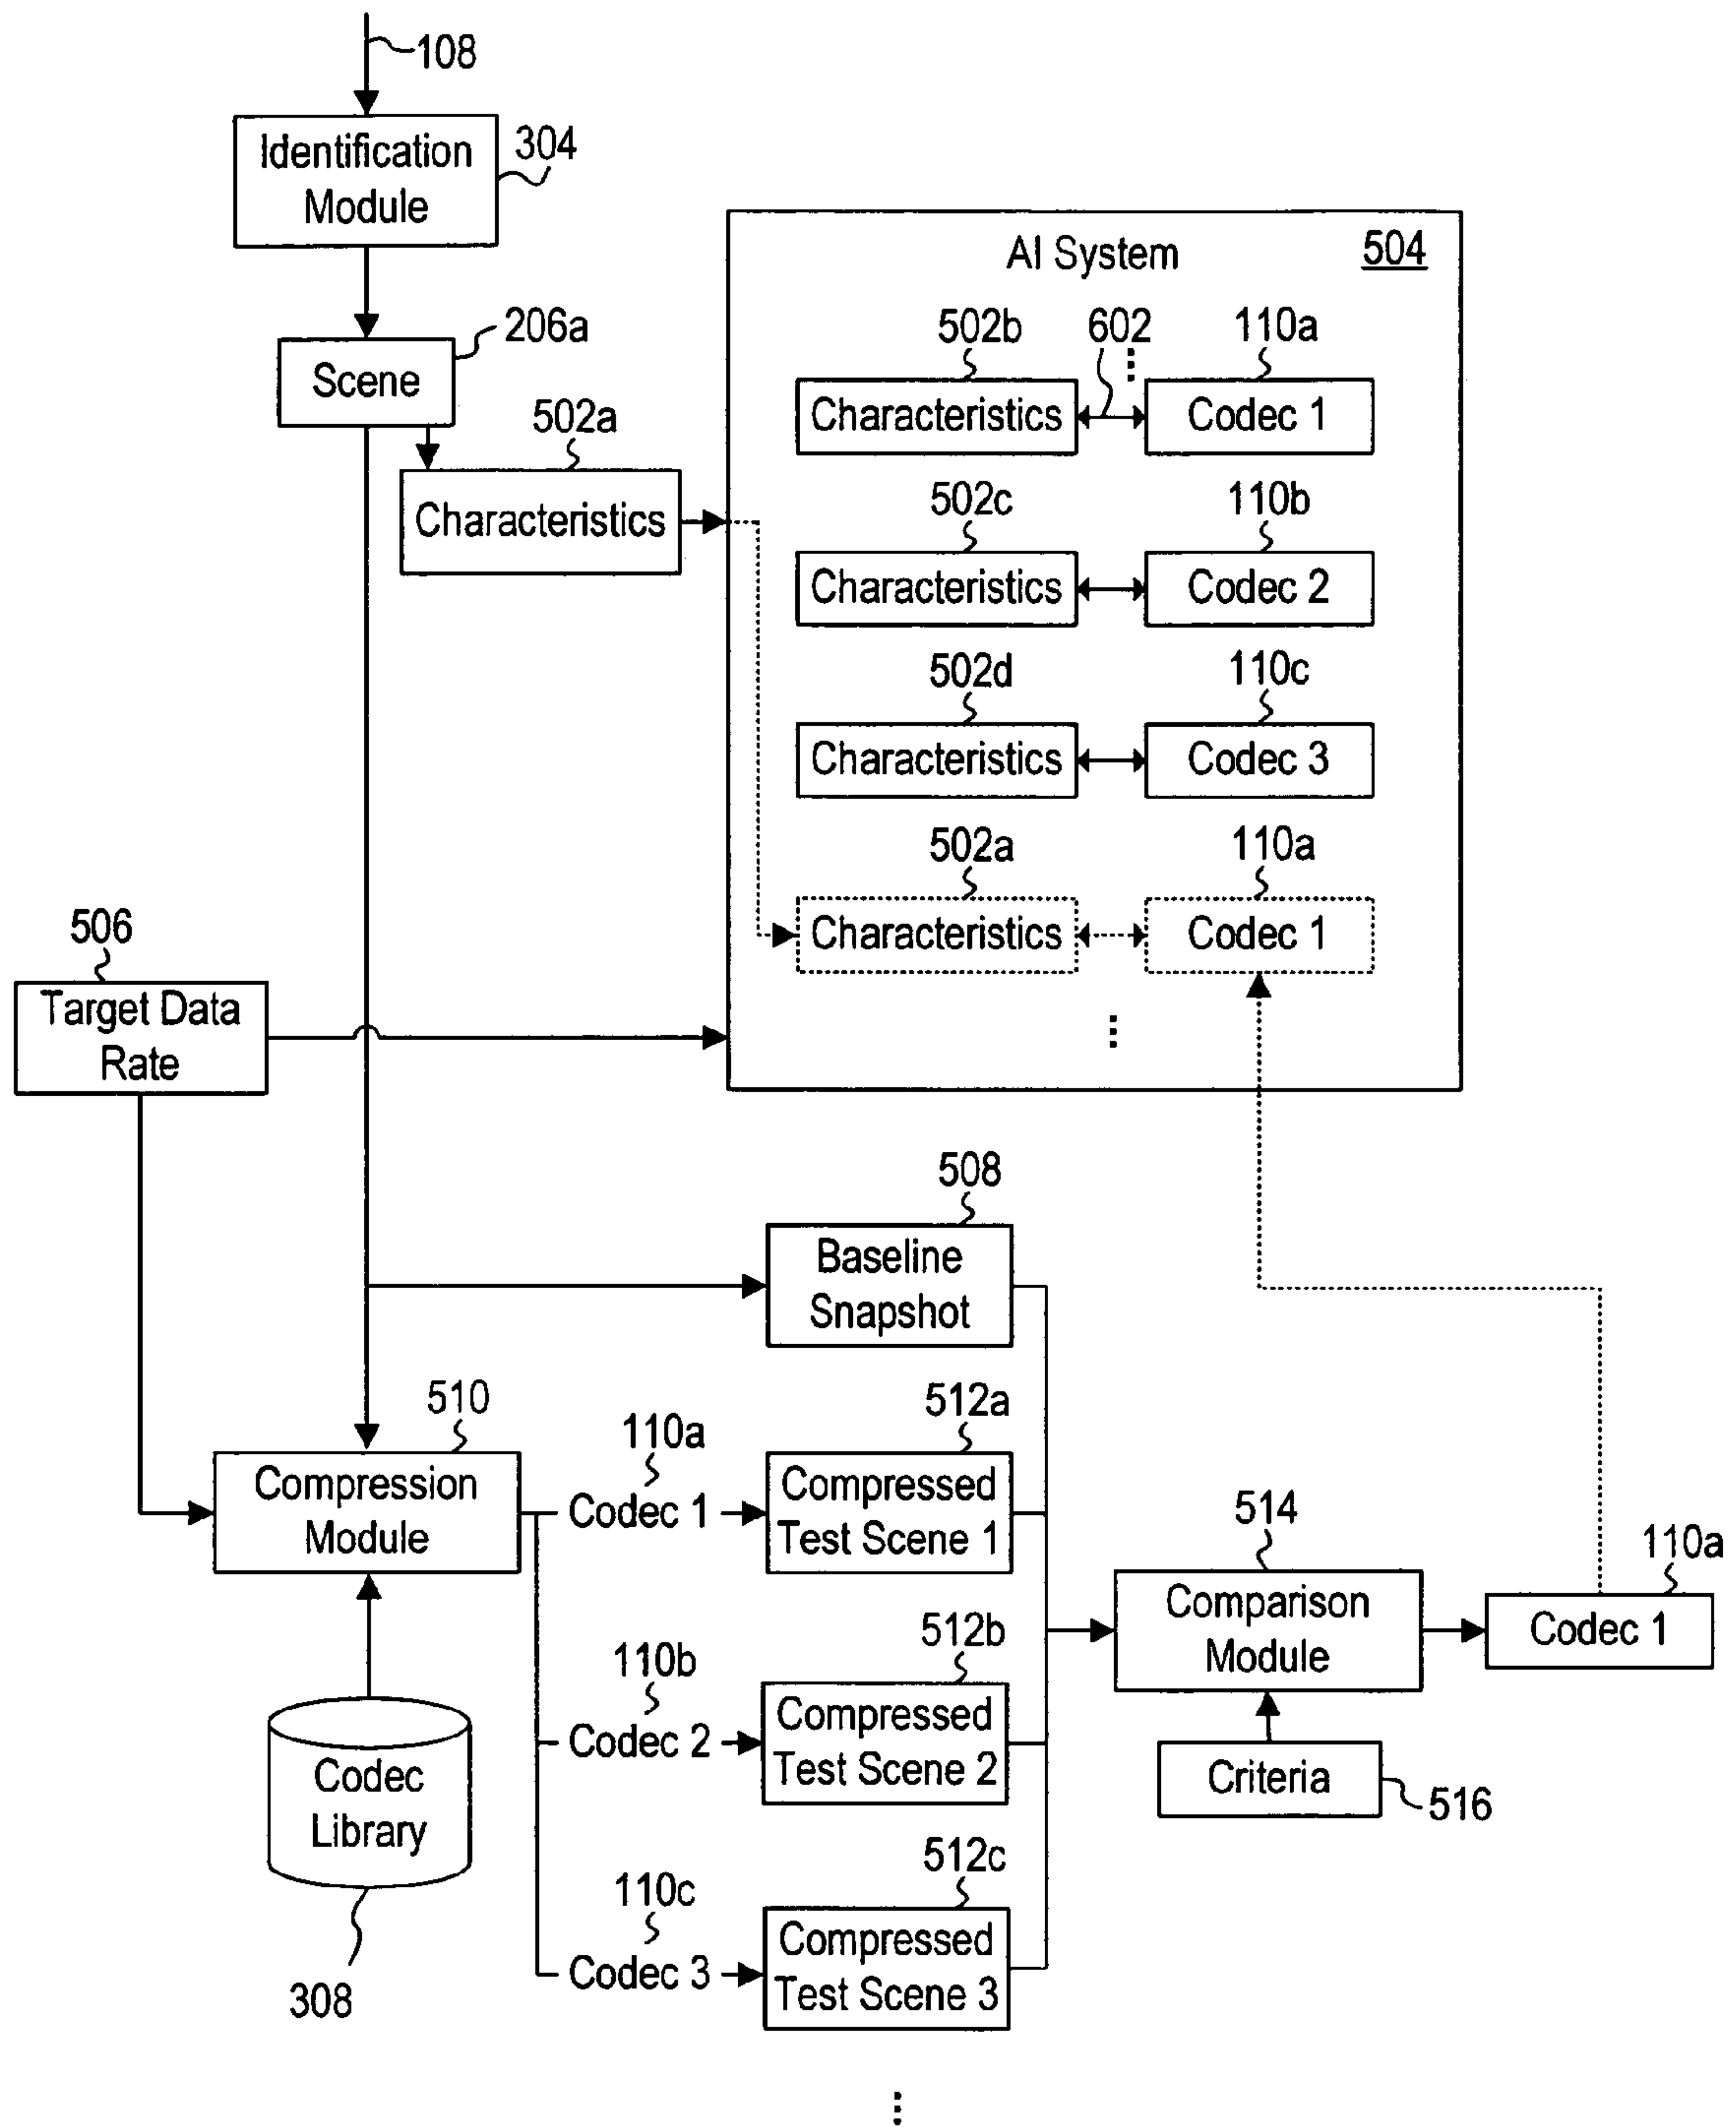 108
Identification
Module
304
Scene
206a
502a
Characteristics
AI System
504
502b
602
110a
...
Characteristics
Codec 1
502c
110b
Characteristics
Codec 2
502d
110c
Characteristics
Codec 3
502a
110a
Characteristics
Codec 1
...
506
Target Data
Rate
508
Baseline
Snapshot
510
Compression
Module
110a
Codec 1
512a
Compressed
Test Scene 1
110b
Codec 2
512b
Compressed
Test Scene 2
110c
Codec 3
512c
Compressed
Test Scene 3
514
Comparison
Module
110a
Codec 1
Criteria
516
Codec
Library
308
...